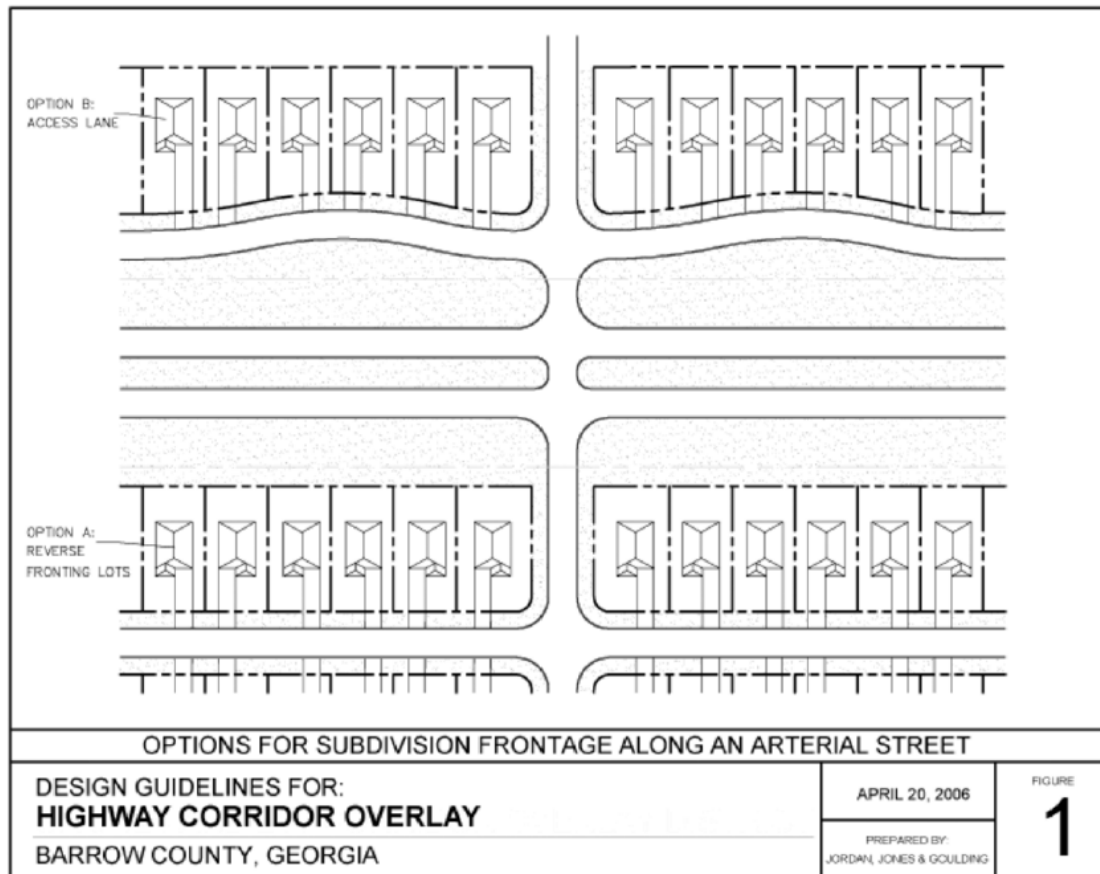 OPTION B:
ACCESS LANE
OPTION A:
REVERSE
FRONTING LOTS
OPTIONS FOR SUBDIVISION FRONTAGE ALONG AN ARTERIAL STREET
DESIGN GUIDELINES FOR:
HIGHWAY CORRIDOR OVERLAY
BARROW COUNTY, GEORGIA
APRIL 20, 2006
PREPARED BY:
JORDAN, JONES & GOULDING
FIGURE
1